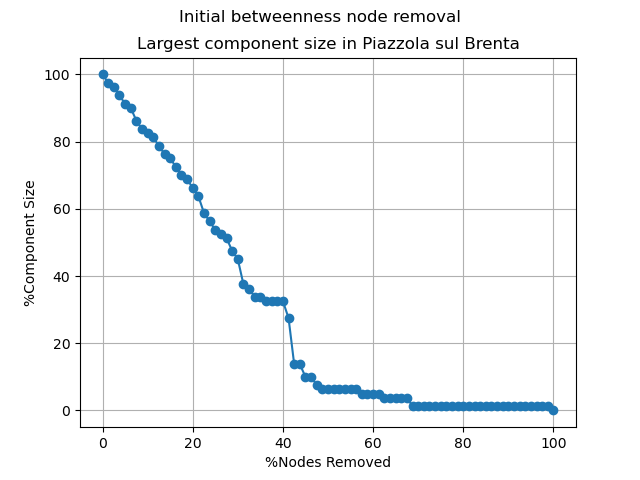 Initial betweenness node removal
Largest component size in Piazzola sul Brenta
100
80
60
40
20
0
%Component Size
0 20 40 60 80 100
%Nodes Removed